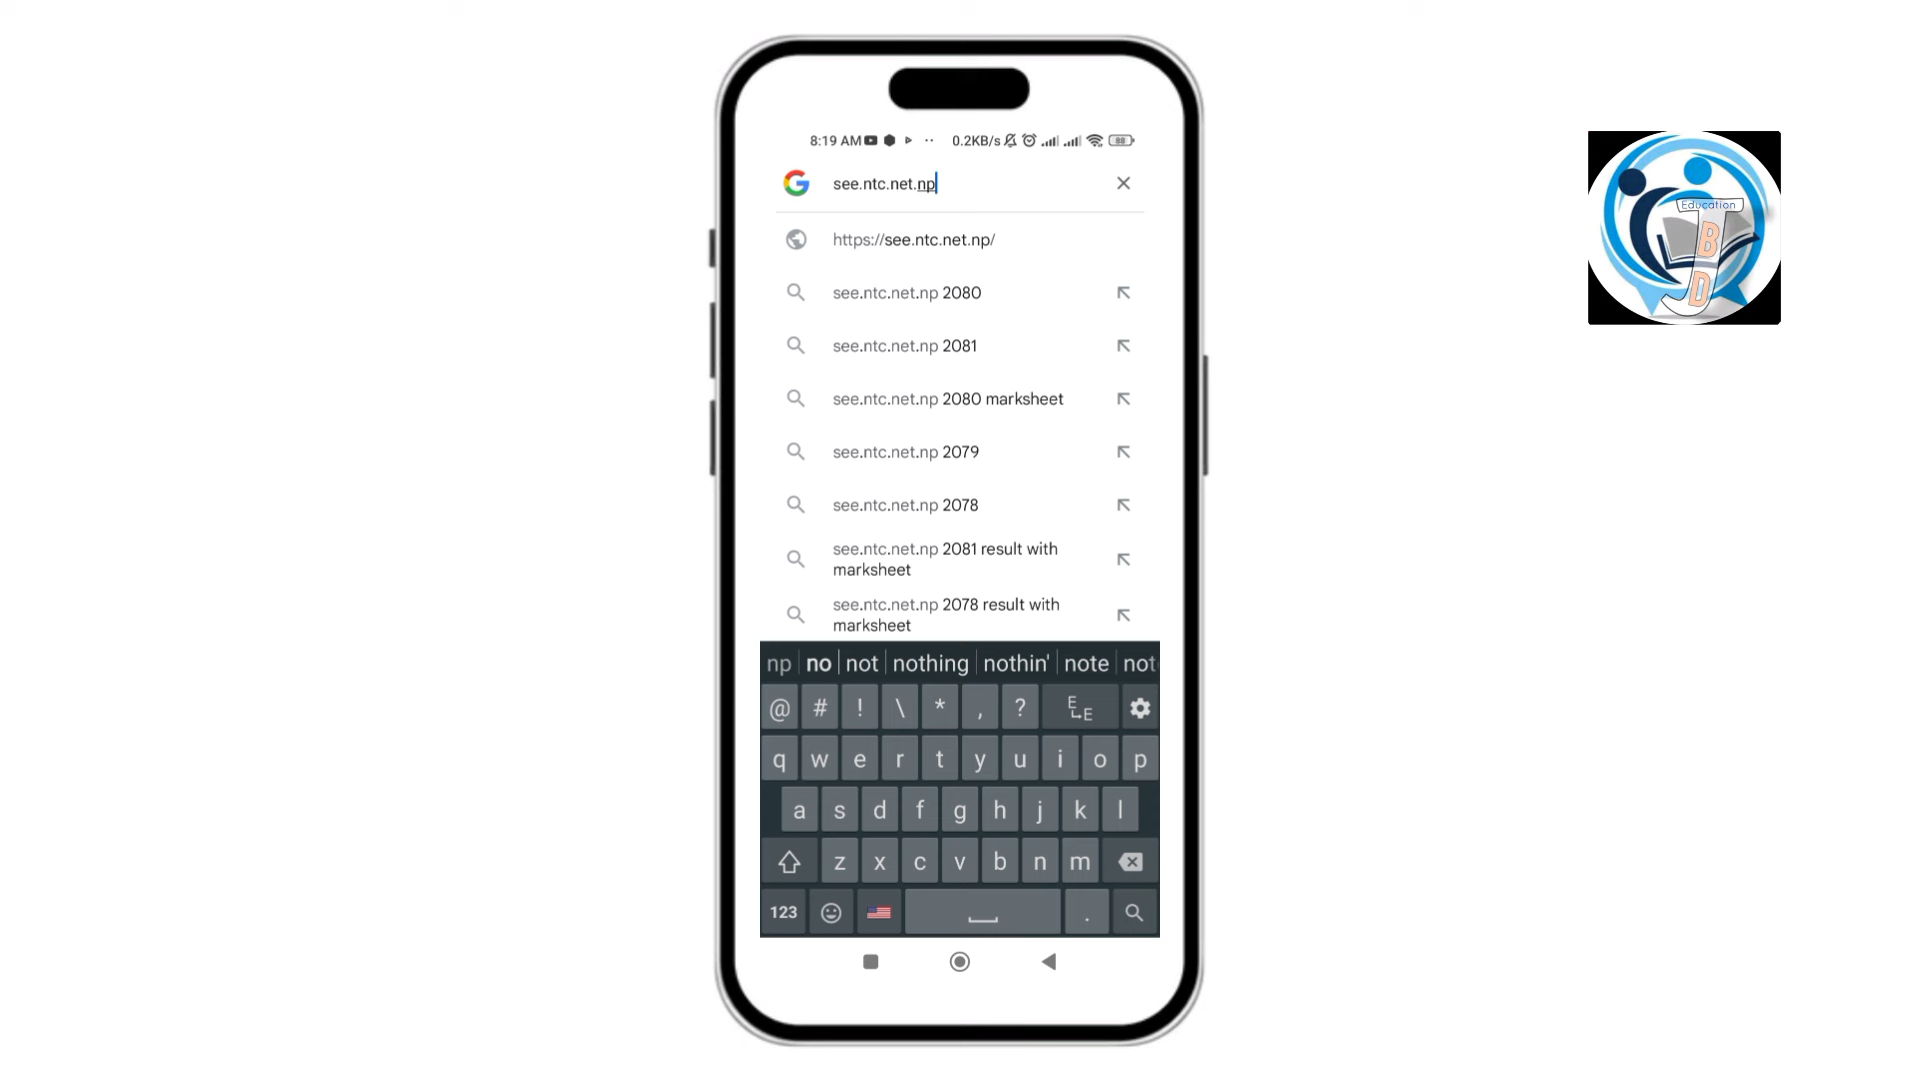 8:19 AM 0.2KB/s 88
see.ntc.net.np
https://see.ntc.net.np/
see.ntc.net.np 2080
see.ntc.net.np 2081
see.ntc.net.np 2080 marksheet
see.ntc.net.np 2079
see.ntc.net.np 2078
see.ntc.net.np 2081 result with
marksheet
see.ntc.net.np 2078 result with
marksheet
np no not nothing nothin' note not
@ # ! \ * , ? E E
q w e r t y u i o p
a s d f g h j k l
z x c v b n m
123 .
Education
J
B
D